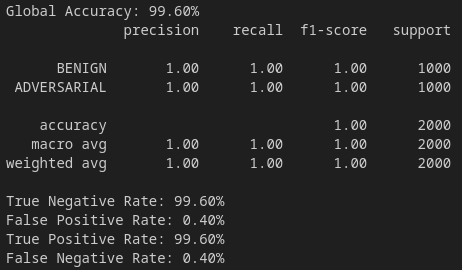 Global Accuracy: 99.60%
precision recall f1-score support
BENIGN 1.00 1.00 1.00 1000
ADVERSARIAL 1.00 1.00 1.00 1000
accuracy 1.00 2000
macro avg 1.00 1.00 1.00 2000
weighted avg 1.00 1.00 1.00 2000
True Negative Rate: 99.60%
False Positive Rate: 0.40%
True Positive Rate: 99.60%
False Negative Rate: 0.40%